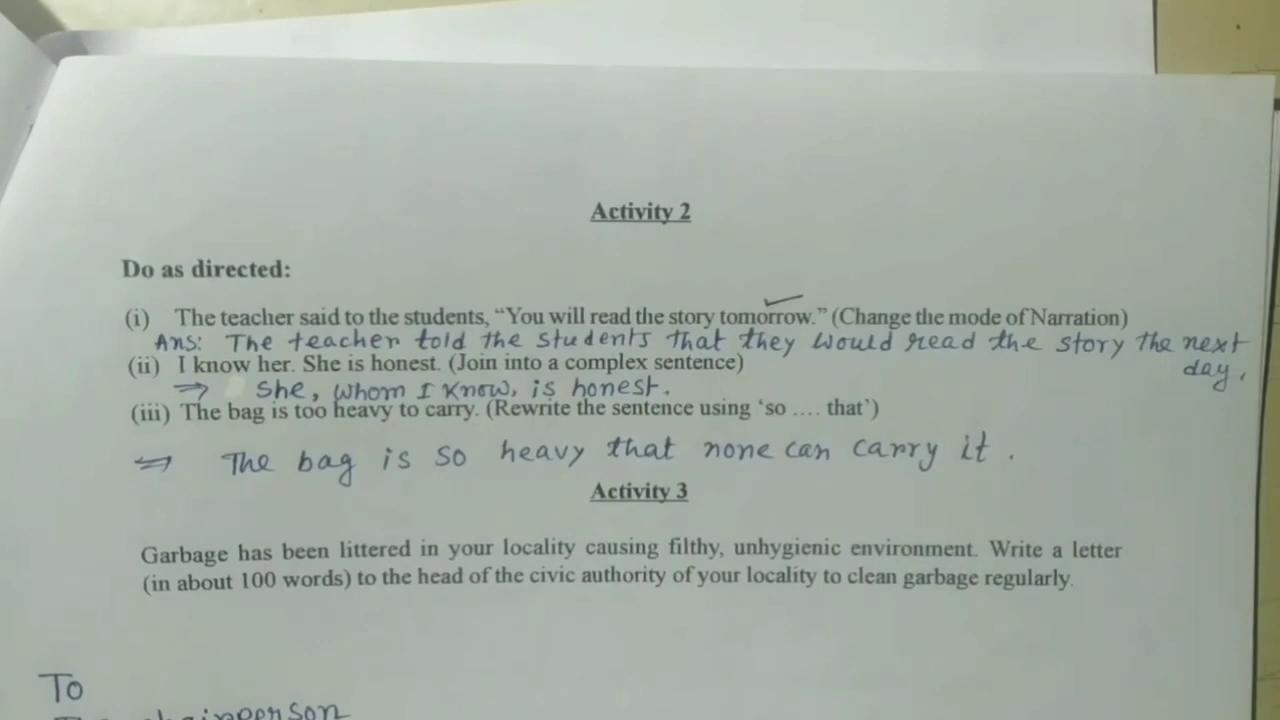 Activity 2
Do as directed:
(i) The teacher said to the students, “You will read the story tomorrow.” (Change the mode of Narration)
Ans: The teacher told the students that they would read the story the next
day.
(ii) I know her. She is honest. (Join into a complex sentence)
⇒ She, whom I know, is honest.
(iii) The bag is too heavy to carry. (Rewrite the sentence using ‘so .... that’)
⇒ The bag is so heavy that none can carry it.
Activity 3
Garbage has been littered in your locality causing filthy, unhygienic environment. Write a letter
(in about 100 words) to the head of the civic authority of your locality to clean garbage regularly.
To
The chairperson